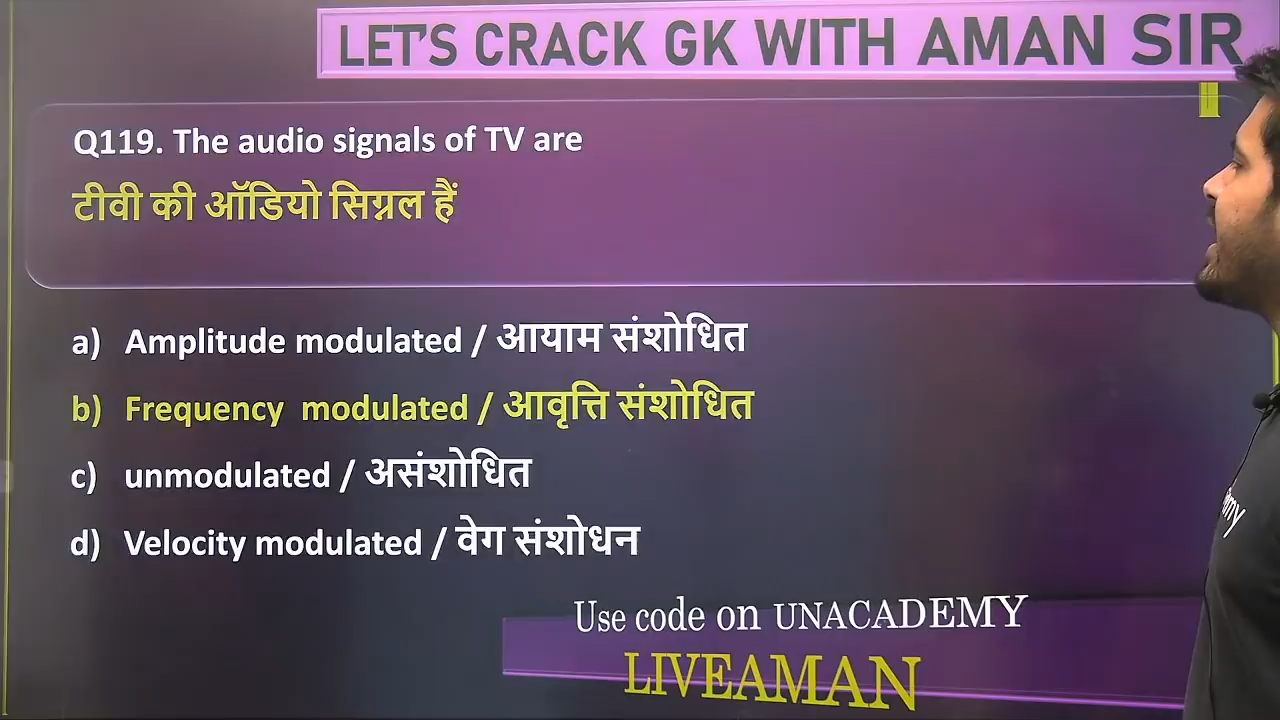 LET'S CRACK GK WITH AMAN SIR
Q119. The audio signals of TV are
टीवी की ऑडियो सिग्नल हैं
a) Amplitude modulated / आयाम संशोधित
b) Frequency modulated / आवृत्ति संशोधित
c) unmodulated / असंशोधित
d) Velocity modulated / वेग संशोधन
Use code on UNACADEMY
LIVEAMAN